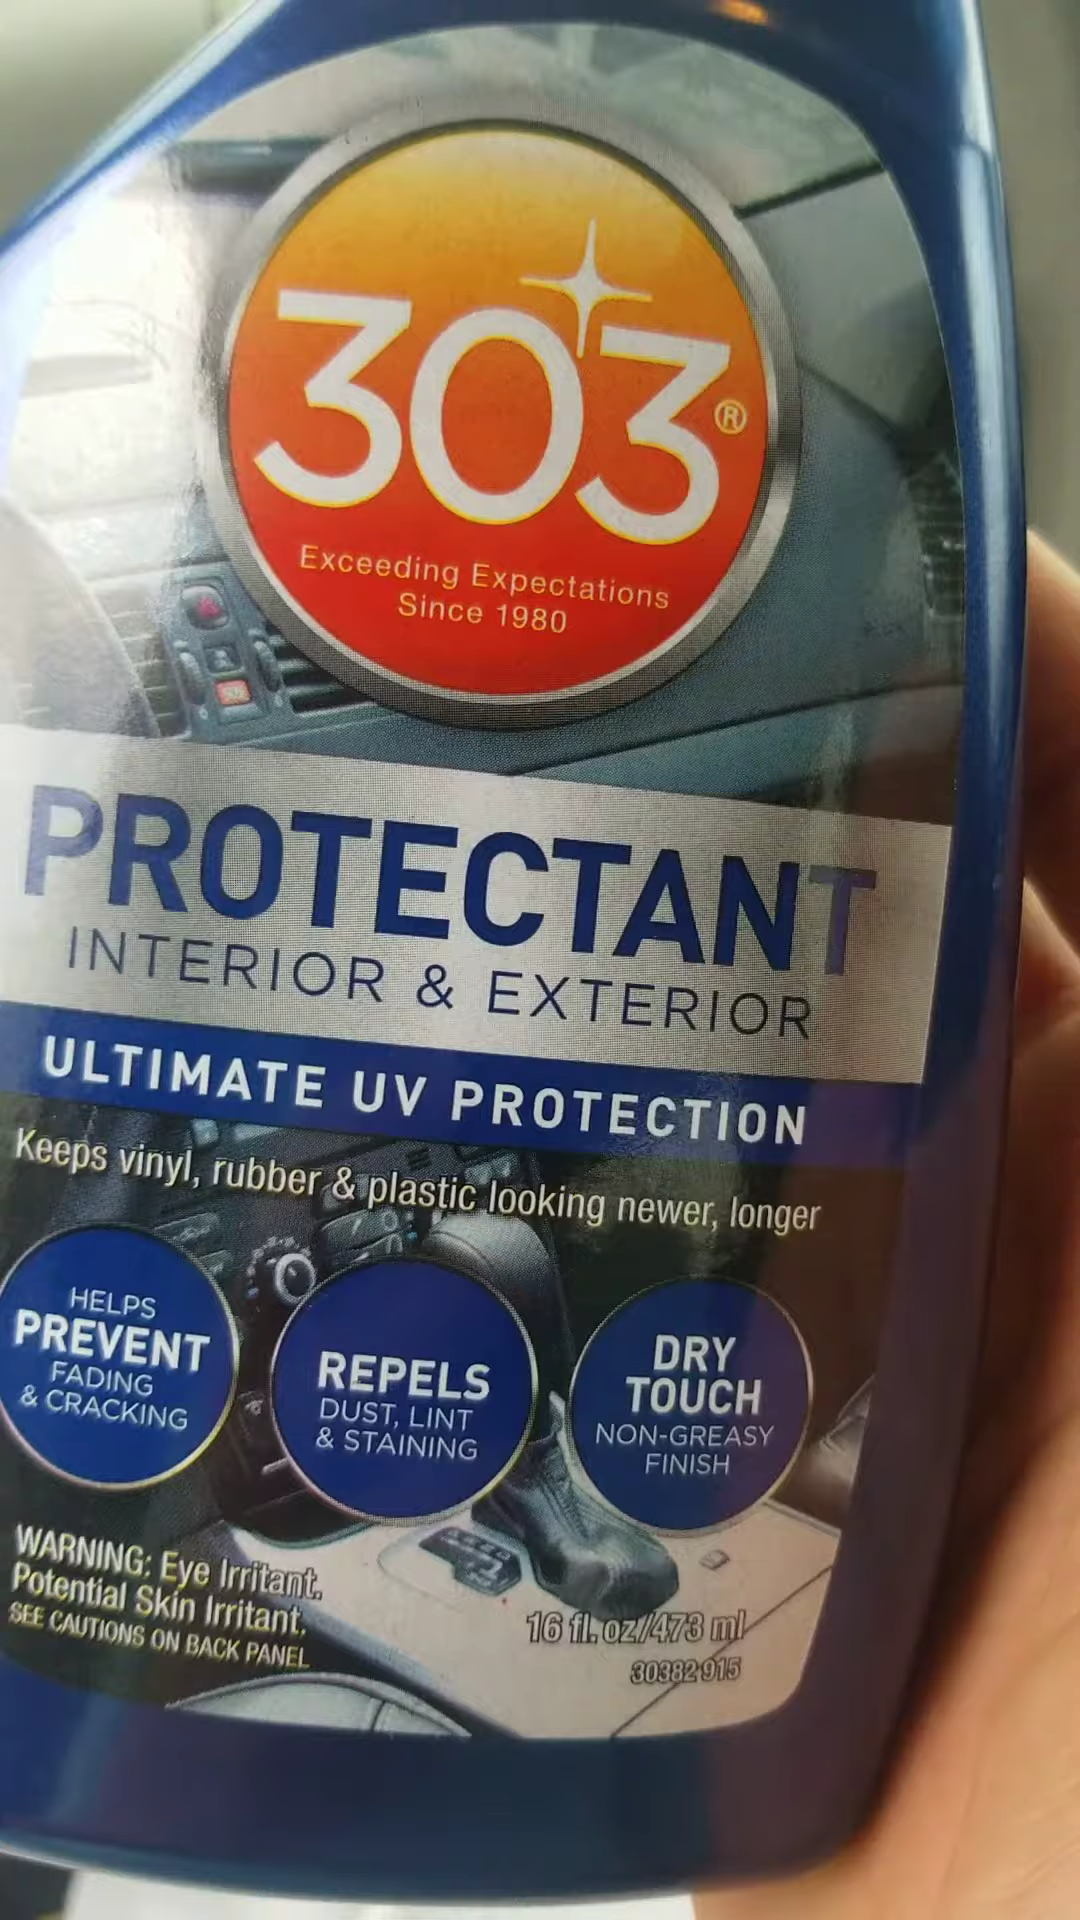 303®
Exceeding Expectations
Since 1980
PROTECTANT
INTERIOR & EXTERIOR
ULTIMATE UV PROTECTION
Keeps vinyl, rubber & plastic looking newer, longer
HELPS
PREVENT
FADING
& CRACKING
REPELS
DUST, LINT
& STAINING
DRY
TOUCH
NON-GREASY
FINISH
WARNING: Eye Irritant.
Potential Skin Irritant.
SEE CAUTIONS ON BACK PANEL
16 fl. oz/473 ml
30382 915